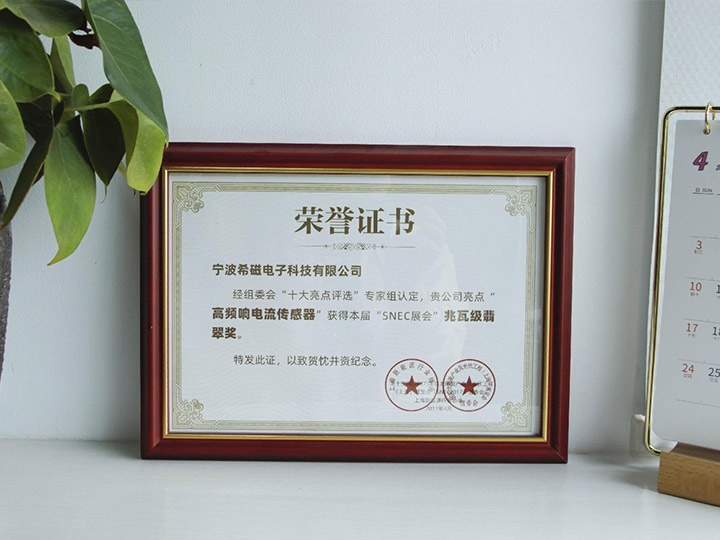 荣誉证书
宁波希磁电子科技有限公司
经组委会“十大亮点评选”专家组认定，贵公司亮点“
高频响电流传感器”获得本届“SNEC展会”兆瓦级翡
翠奖。
特发此证，以致贺忱并资纪念。
4
日 SUN
3
10
17
18
24
25